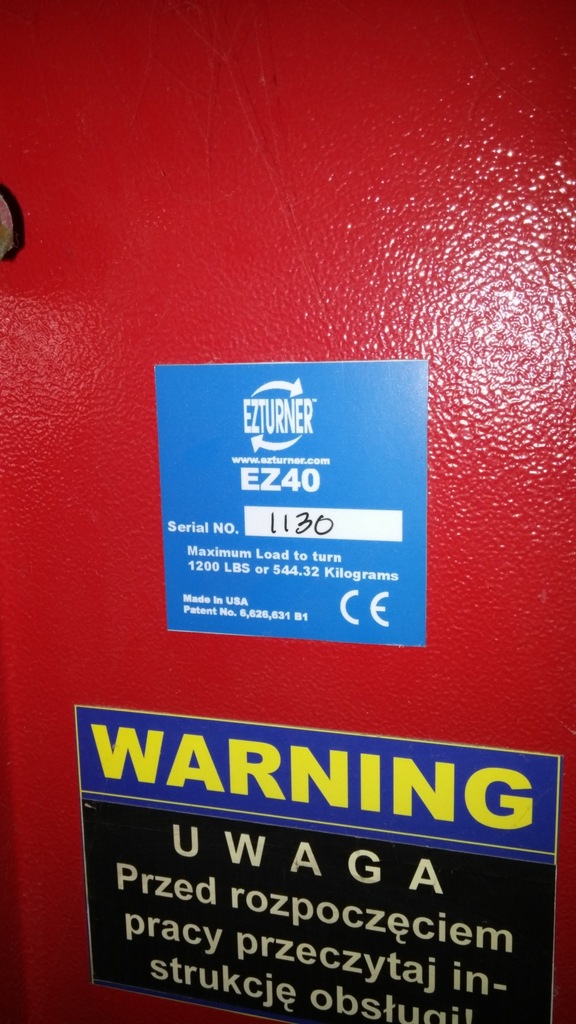 EZTURNER™
www.ezturner.com
EZ40
Serial NO. 1130
Maximum Load to turn
1200 LBS or 544.32 Kilograms
Made in USA
Patent No. 6,626,631 B1
CE
WARNING
UWAGA
Przed rozpoczęciem
pracy przeczytaj in-
strukcję obsługi!